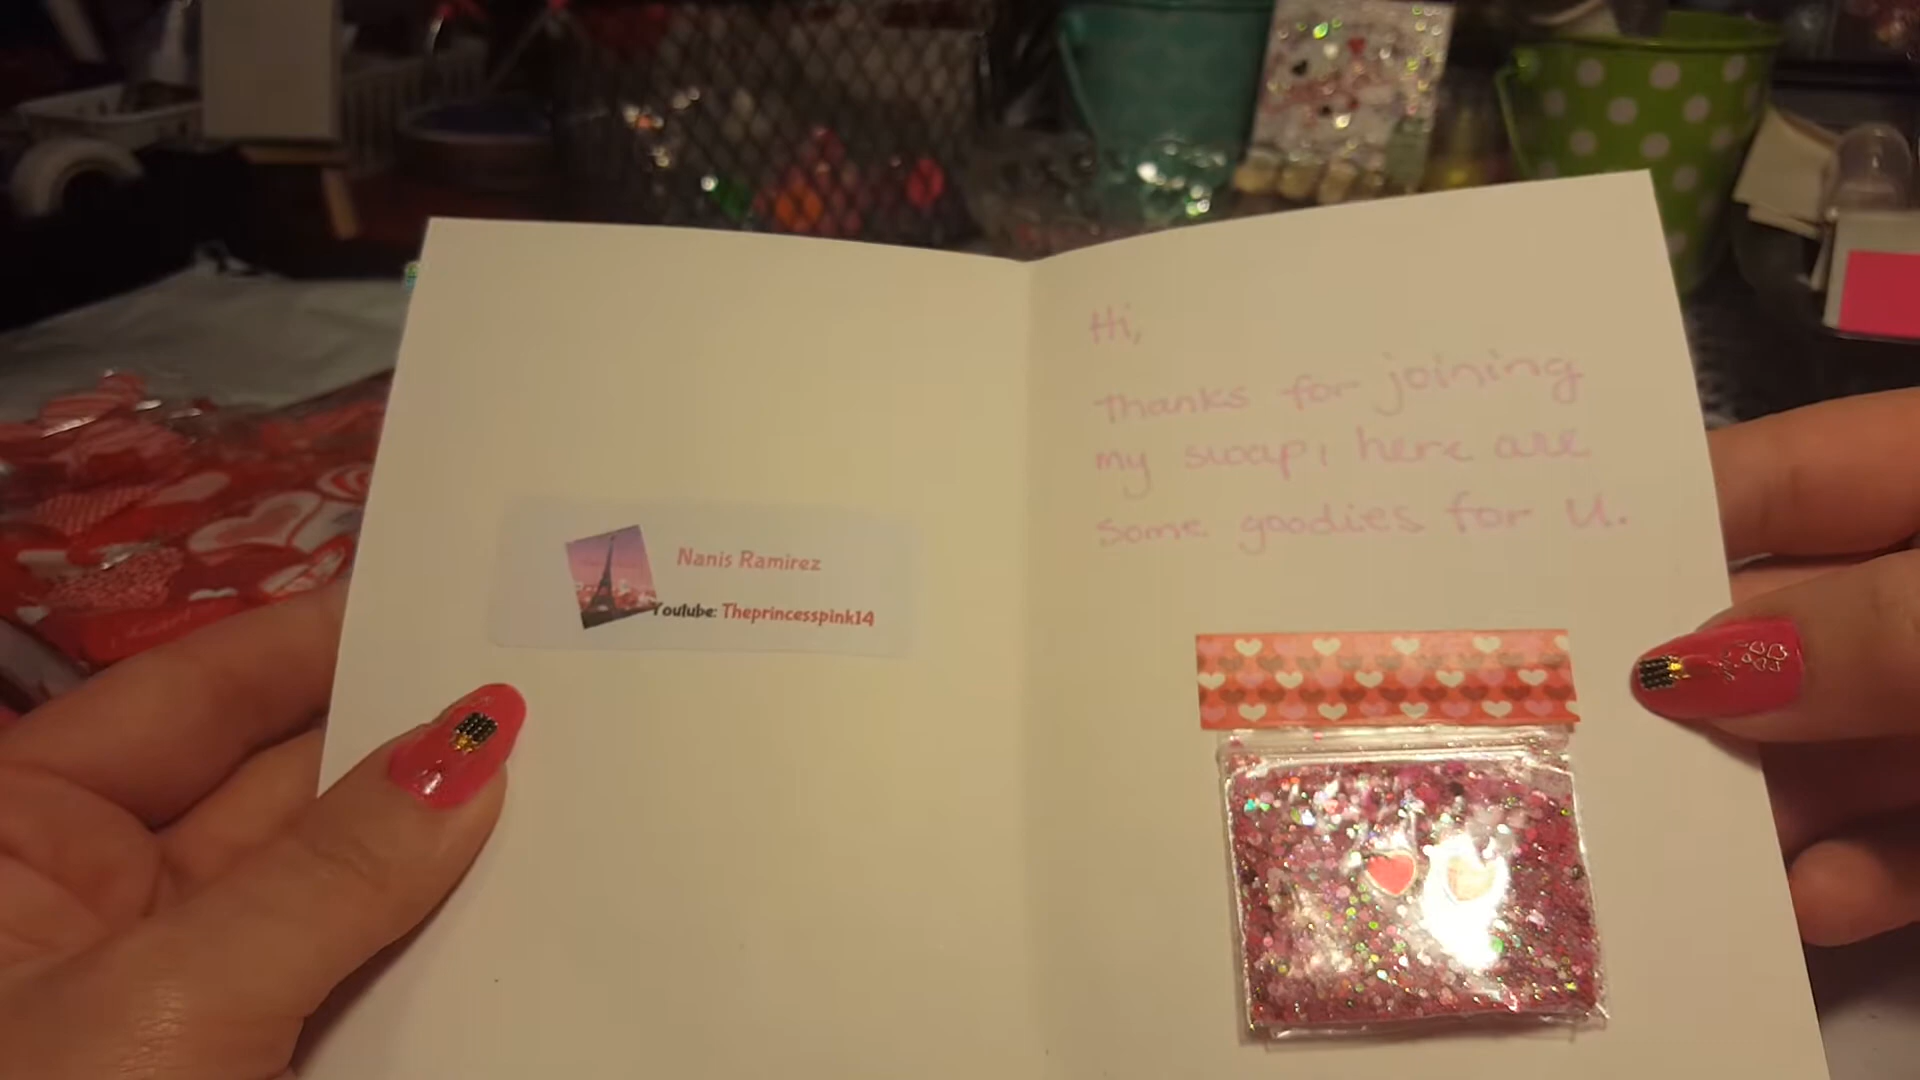 Nanis Ramirez
Youtube: Theprincesspink14
Hi,
Thanks for joining
my swap, here are
some goodies for U.